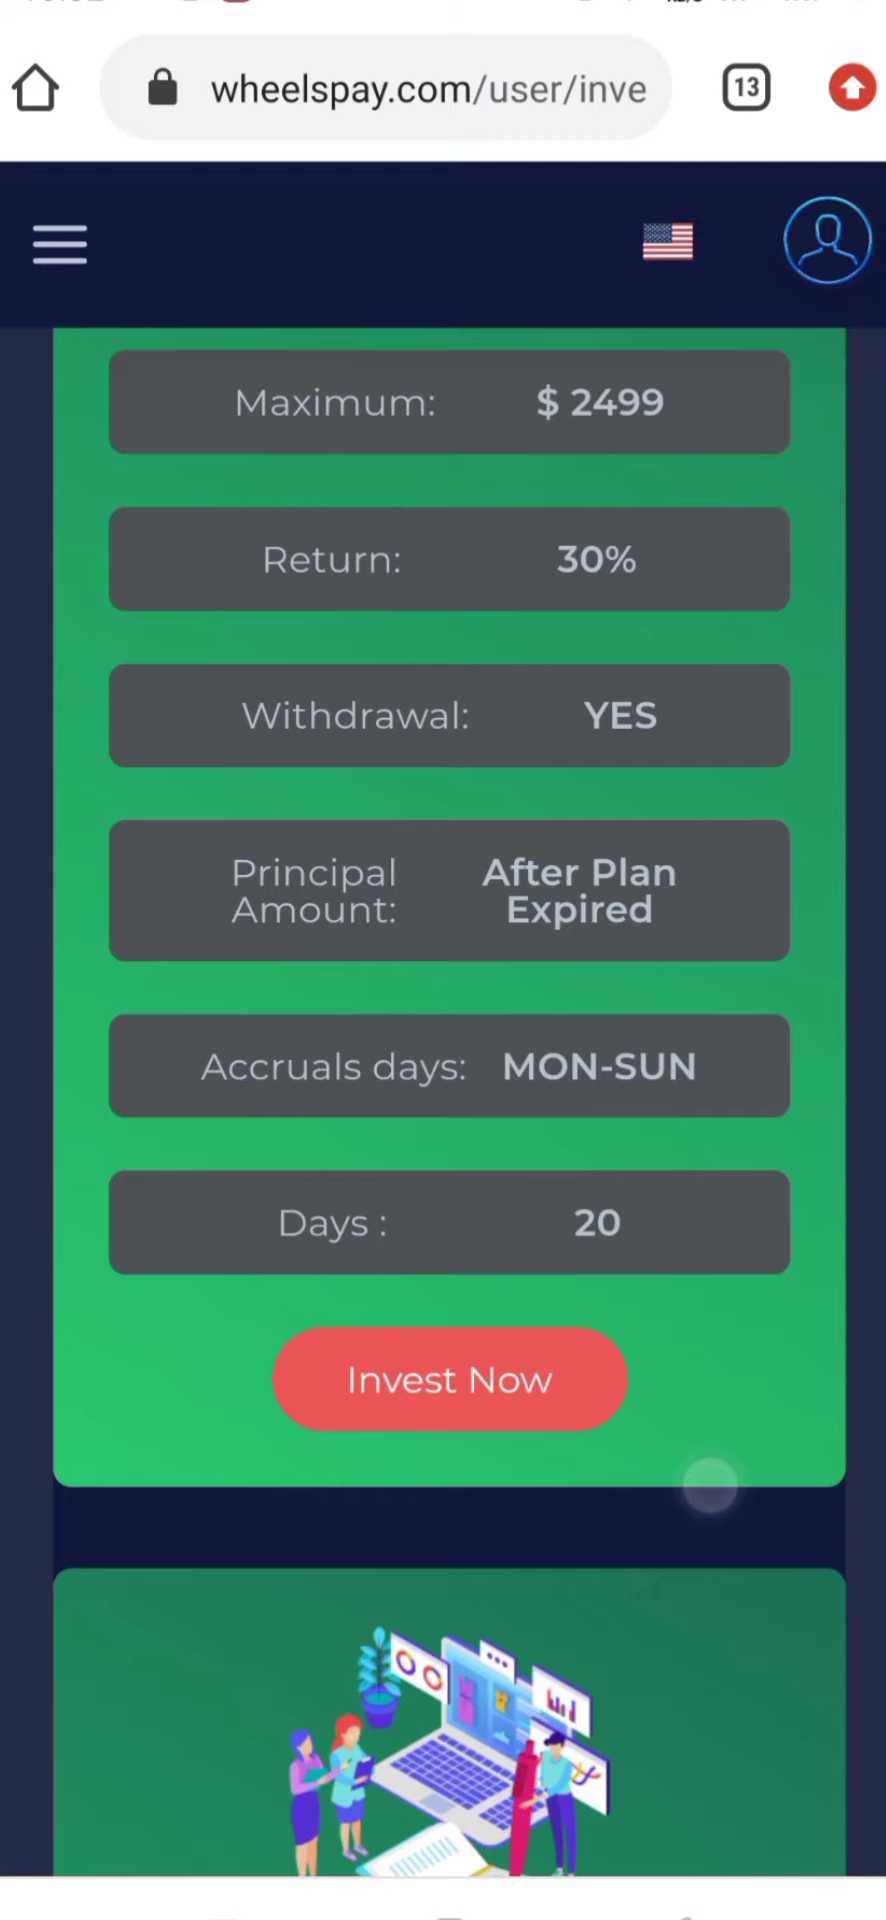 wheelspay.com/user/inve
13
Maximum: $ 2499
Return: 30%
Withdrawal: YES
Principal Amount: After Plan Expired
Accruals days: MON-SUN
Days : 20
Invest Now